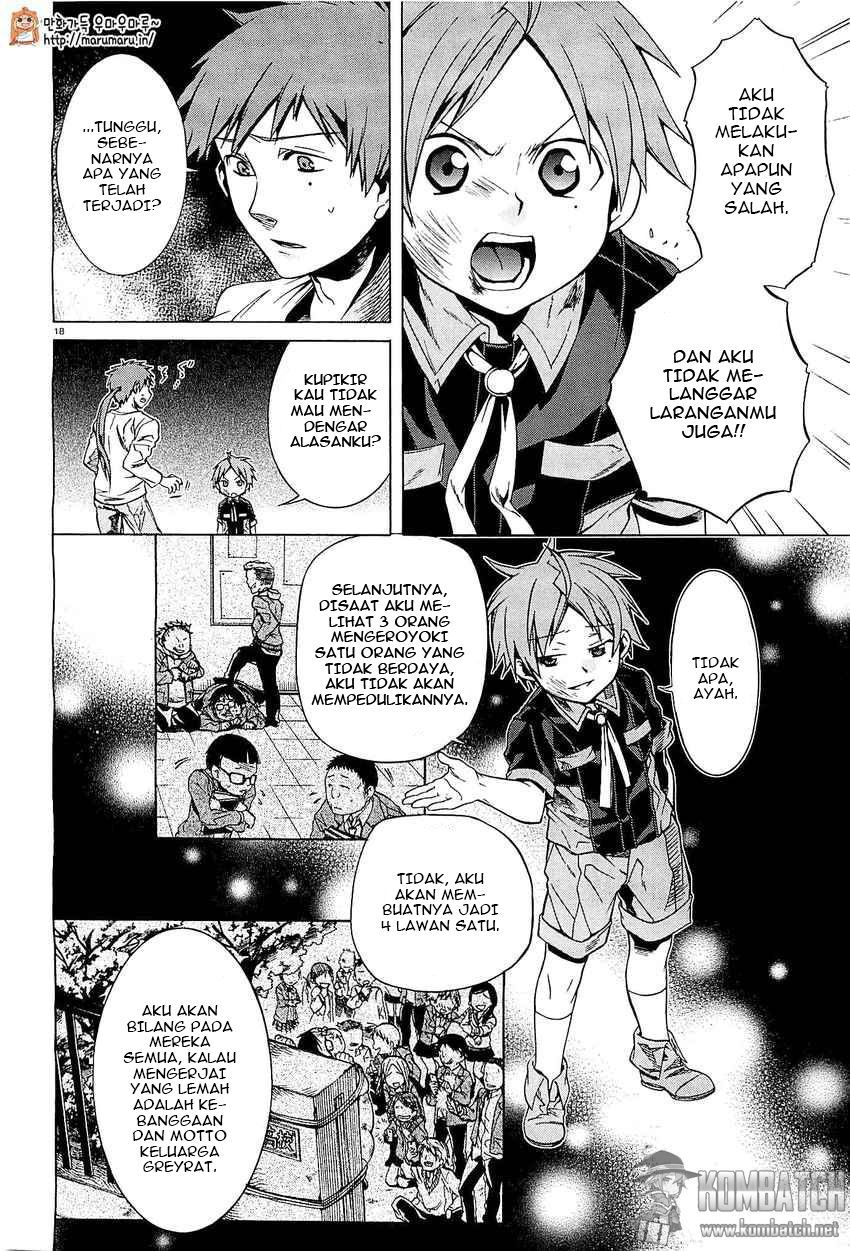 만화가득 우마우마루~
http://marumaru.in/
AKU
TIDAK
MELAKU-
KAN
APAPUN
YANG
SALAH.
DAN AKU
TIDAK ME-
LANGGAR
LARANGANMU
JUGA!!
...TUNGGU,
SEBE-
NARNYA
APA YANG
TELAH
TERJADI?
18
KUPIKIR
KAU TIDAK
MAU MEN-
DENGAR
ALASANKU?
TIDAK
APA,
AYAH.
SELANJUTNYA,
DISAAT AKU ME-
LIHAT 3 ORANG
MENGEROYOKI
SATU ORANG YANG
TIDAK BERDAYA,
AKU TIDAK AKAN
MEMPEDULIKANNYA.
TIDAK, AKU
AKAN MEM-
BUATNYA JADI
4 LAWAN SATU.
AKU AKAN
BILANG PADA
MEREKA
SEMUA, KALAU
MENGERJAI
YANG LEMAH
ADALAH KE-
BANGGAAN
DAN MOTTO
KELUARGA
GREYRAT.
KOMBATCH
www.kombatch.net